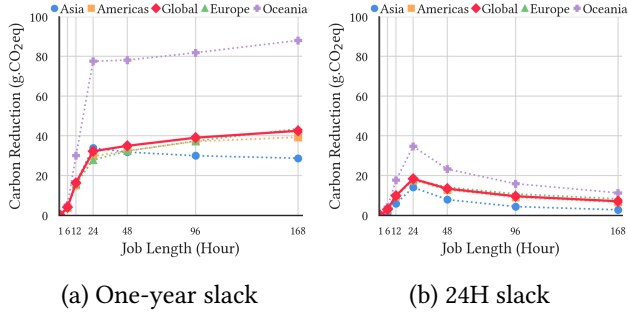 Asia Americas Global Europe Oceania
100
80
60
40
20
0
Carbon Reduction (g.CO2eq)
1 6 12 24 48 96 168
Job Length (Hour)
(a) One-year slack
Asia Americas Global Europe Oceania
100
80
60
40
20
0
Carbon Reduction (g.CO2eq)
1 6 12 24 48 96 168
Job Length (Hour)
(b) 24H slack